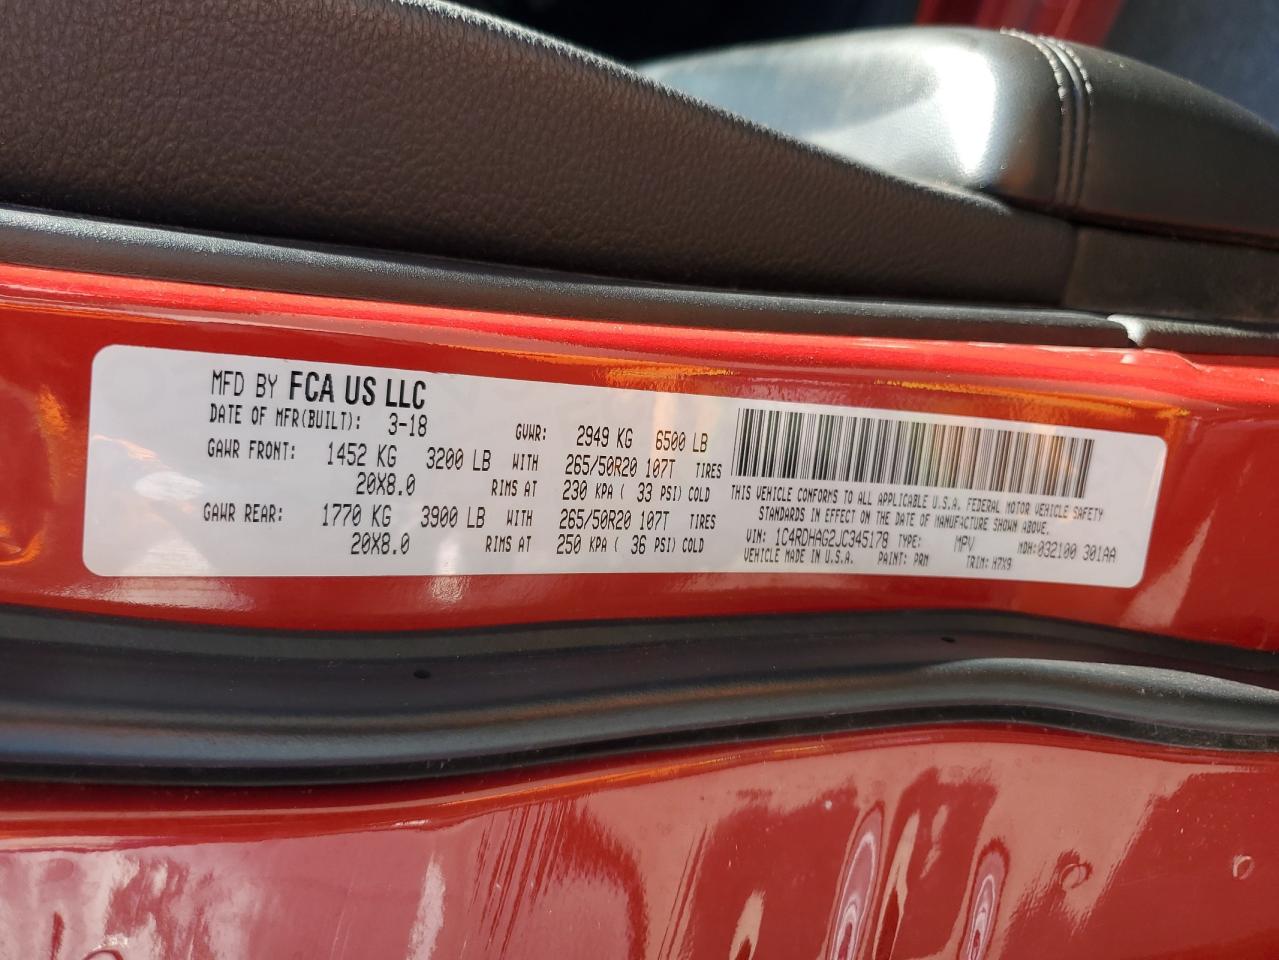 MFD BY FCA US LLC
DATE OF MFR(BUILT): 3-18
GVWR: 2949 KG 6500 LB
GAWR FRONT: 1452 KG 3200 LB WITH 265/50R20 107T TIRES
20X8.0 RIMS AT 230 KPA ( 33 PSI) COLD
GAWR REAR: 1770 KG 3900 LB WITH 265/50R20 107T TIRES
20X8.0 RIMS AT 250 KPA ( 36 PSI) COLD
THIS VEHICLE CONFORMS TO ALL APPLICABLE U.S.A. FEDERAL MOTOR VEHICLE SAFETY
STANDARDS IN EFFECT ON THE DATE OF MANUFACTURE SHOWN ABOVE.
VIN: 1C4RDHAG2JC345178 TYPE: MPV MDH:032100 301AA
VEHICLE MADE IN U.S.A. PAINT: PRM TRIM: H7X9